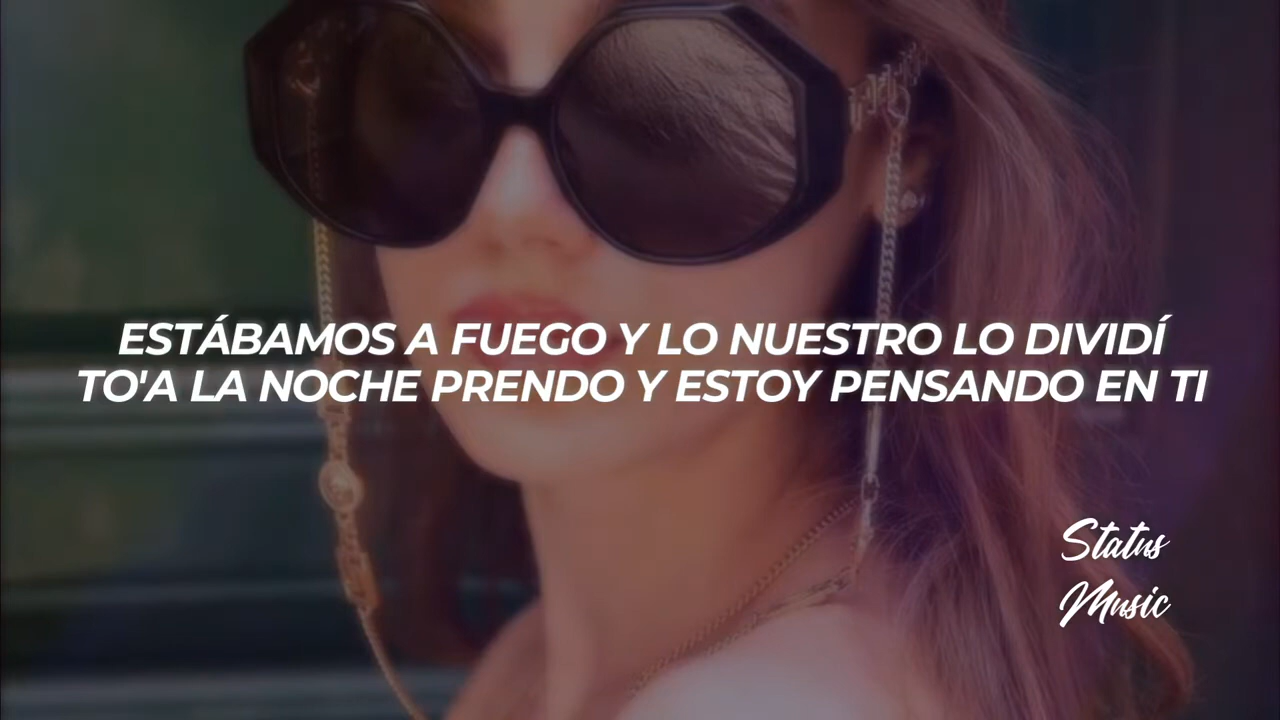 ESTÁBAMOS A FUEGO Y LO NUESTRO LO DIVIDÍ
TO'A LA NOCHE PRENDO Y ESTOY PENSANDO EN TI
Status
Music